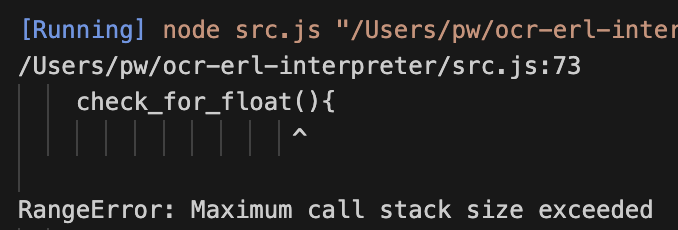 [Running] node src.js "/Users/pw/ocr-erl-inter
/Users/pw/ocr-erl-interpreter/src.js:73
check_for_float(){
^
RangeError: Maximum call stack size exceeded